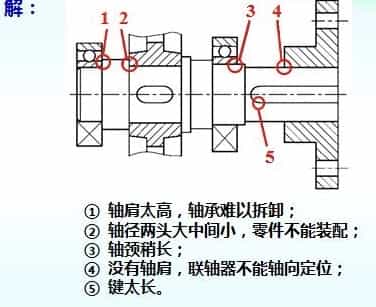 解：
1 2 3 4
5
① 轴肩太高，轴承难以拆卸；
② 轴径两头大中间小，零件不能装配；
③ 轴颈稍长；
④ 没有轴肩，联轴器不能轴向定位；
⑤ 键太长。